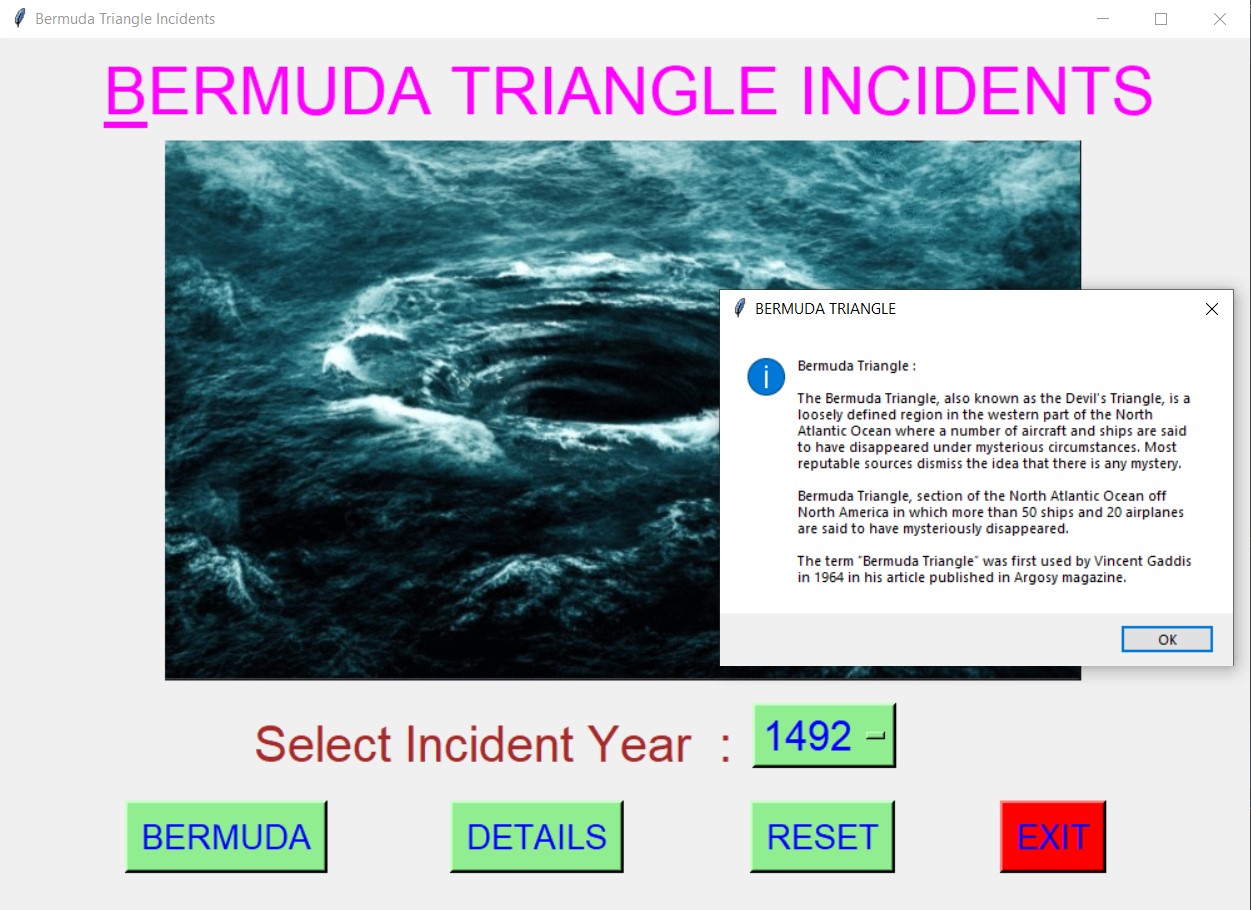 Bermuda Triangle Incidents
BERMUDA TRIANGLE INCIDENTS
BERMUDA TRIANGLE
Bermuda Triangle :
The Bermuda Triangle, also known as the Devil's Triangle, is a
loosely defined region in the western part of the North
Atlantic Ocean where a number of aircraft and ships are said
to have disappeared under mysterious circumstances. Most
reputable sources dismiss the idea that there is any mystery.
Bermuda Triangle, section of the North Atlantic Ocean off
North America in which more than 50 ships and 20 airplanes
are said to have mysteriously disappeared.
The term "Bermuda Triangle" was first used by Vincent Gaddis
in 1964 in his article published in Argosy magazine.
OK
Select Incident Year : 1492
BERMUDA DETAILS RESET EXIT